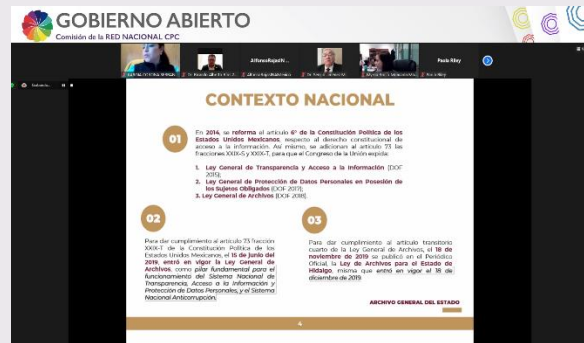 GOBIERNO ABIERTO
Comisión de la RED NACIONAL CPC
Paola Riley
CONTEXTO NACIONAL
01
En 2014, se reforma el artículo 6º de la Constitución Política de los
Estados Unidos Mexicanos, respecto al derecho constitucional de
acceso a la información. Así mismo, se adicionan al artículo 73 las
fracciones XXIX-S y XXIX-T, para que el Congreso de la Unión expida:
1. Ley General de Transparencia y Acceso a la Información (DOF
2015);
2. Ley General de Protección de Datos Personales en Posesión de
los Sujetos Obligados (DOF 2017);
3. Ley General de Archivos (DOF 2018).
02
Para dar cumplimiento al artículo 73 fracción
XXIX-T de la Constitución Política de los
Estados Unidos Mexicanos, el 15 de junio del
2019, entró en vigor la Ley General de
Archivos, como pilar fundamental para el
funcionamiento del Sistema Nacional de
Transparencia, Acceso a la Información y
Protección de Datos Personales, y el Sistema
Nacional Anticorrupción.
03
Para dar cumplimiento al artículo transitorio
cuarto de la Ley General de Archivos, el 18 de
noviembre de 2019 se publicó en el Periódico
Oficial, la Ley de Archivos para el Estado de
Hidalgo, misma que entró en vigor el 18 de
diciembre de 2019.
ARCHIVO GENERAL DEL ESTADO
4